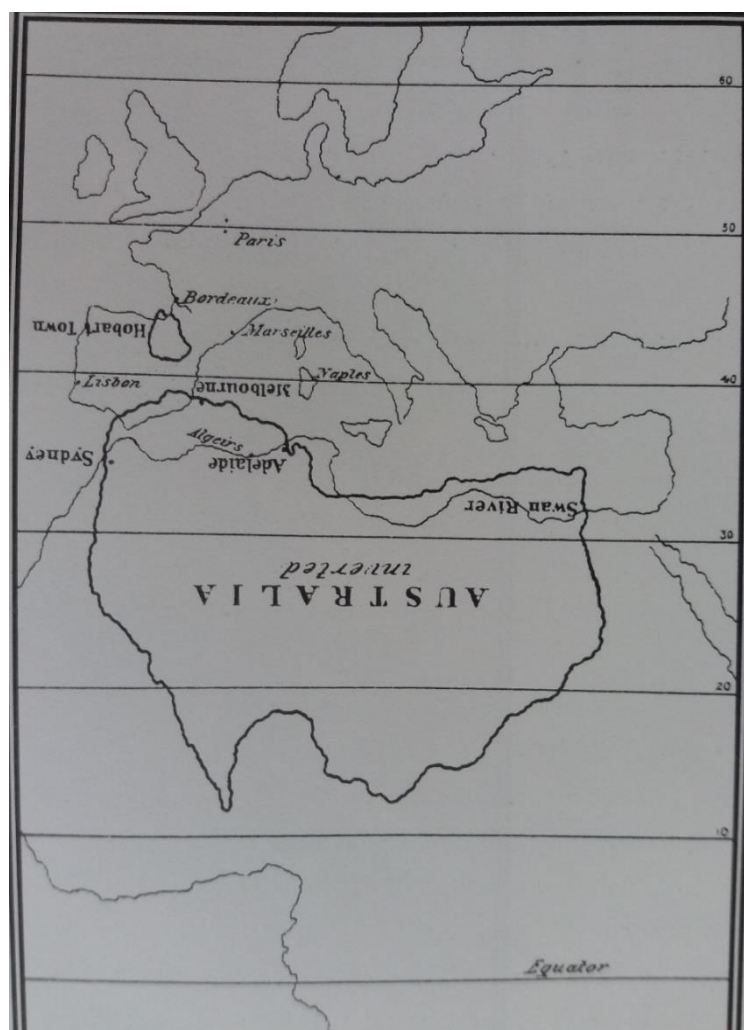 60
50
Paris
Bordeaux
Hobart Town
Marseilles
40
Lisbon
Melbourne
Naples
Algeirs
Sydney
Adelaide
Swan River
30
inverted
AUSTRALIA
20
10
Equator